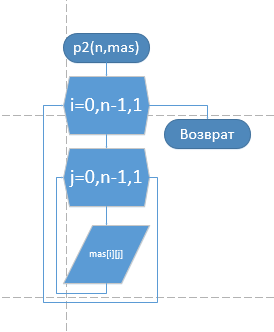 p2(n,mas)
i=0,n-1,1
Возврат
j=0,n-1,1
mas[i][j]